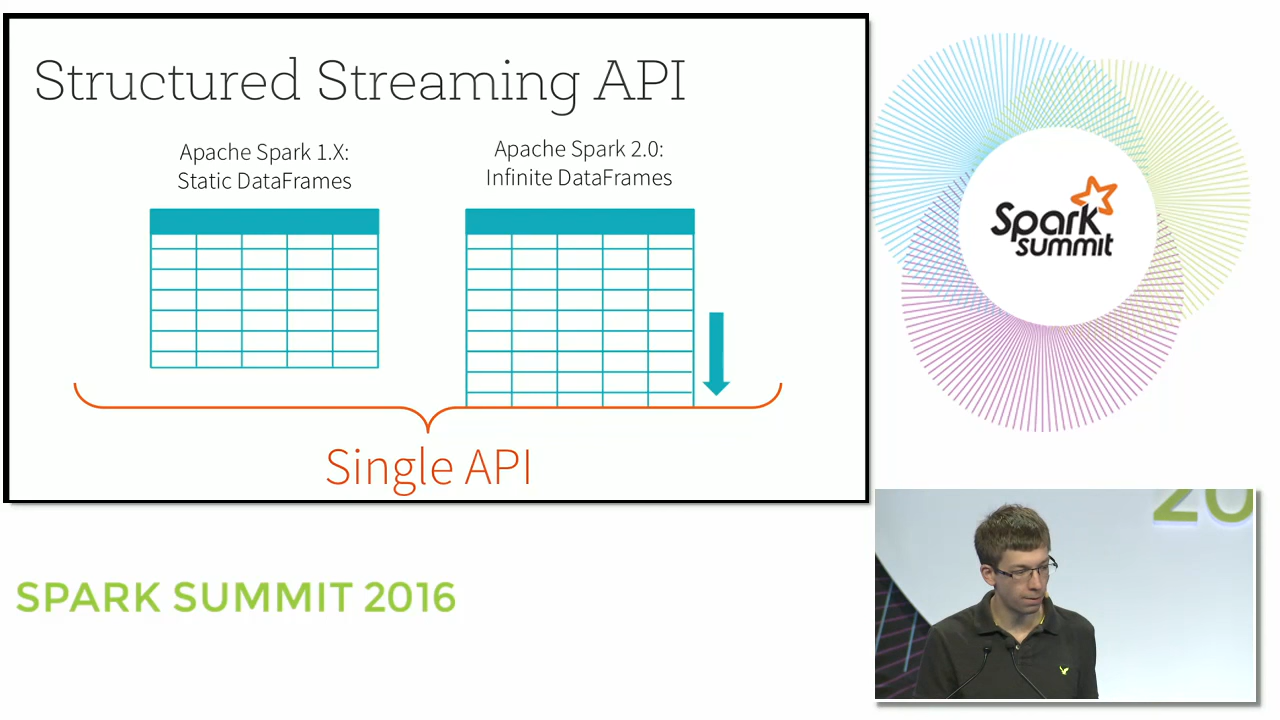 Structured Streaming API
Apache Spark 1.X:
Static DataFrames
Apache Spark 2.0:
Infinite DataFrames
Single API
Spark
summit
SPARK SUMMIT 2016
20